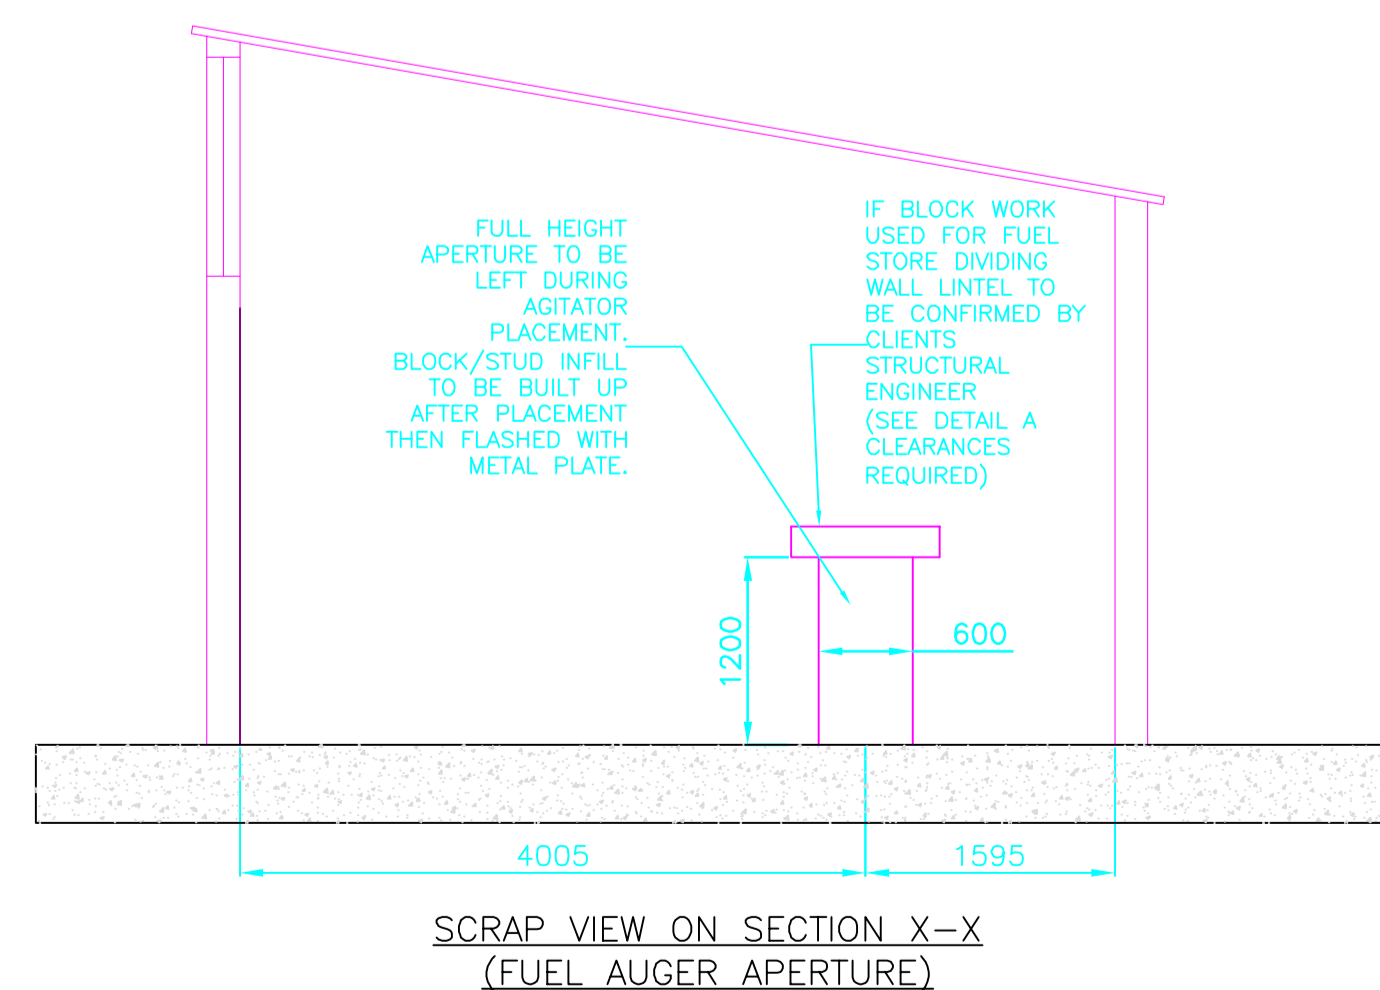 FULL HEIGHT
APERTURE TO BE
LEFT DURING
AGITATOR
PLACEMENT.
BLOCK/STUD INFILL
TO BE BUILT UP
AFTER PLACEMENT
THEN FLASHED WITH
METAL PLATE.
IF BLOCK WORK
USED FOR FUEL
STORE DIVIDING
WALL LINTEL TO
BE CONFIRMED BY
CLIENTS
STRUCTURAL
ENGINEER
(SEE DETAIL A
CLEARANCES
REQUIRED)
1200
600
4005
1595
SCRAP VIEW ON SECTION X-X
(FUEL AUGER APERTURE)